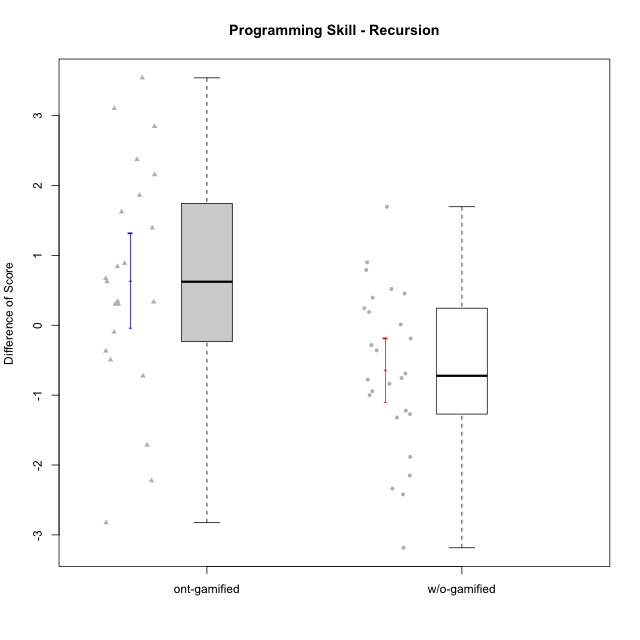 Programming Skill - Recursion
Difference of Score
3
2
1
0
-1
-2
-3
ont-gamified
w/o-gamified